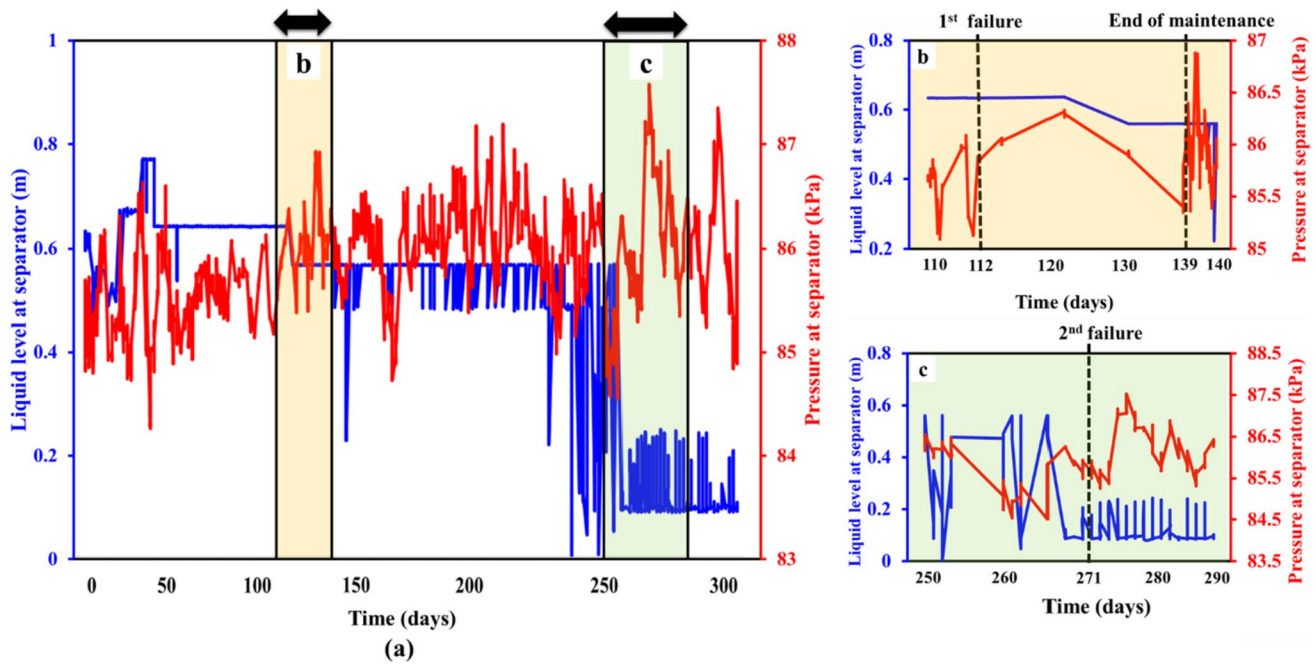 b
c
1
0.8
0.6
0.4
0.2
0
Liquid level at separator (m)
88
87
86
85
84
83
Pressure at separator (kPa)
0 50 100 150 200 250 300
Time (days)
(a)
1st failure End of maintenance
b
0.8
0.6
0.4
0.2
Liquid level at separator (m)
87
86.5
86
85.5
85
Pressure at separator (kPa)
110 112 120 130 139 140
Time (days)
2nd failure
c
0.8
0.6
0.4
0.2
0
Liquid level at separator (m)
88.5
87.5
86.5
85.5
84.5
83.5
Pressure at separator (kPa)
250 260 271 280 290
Time (days)